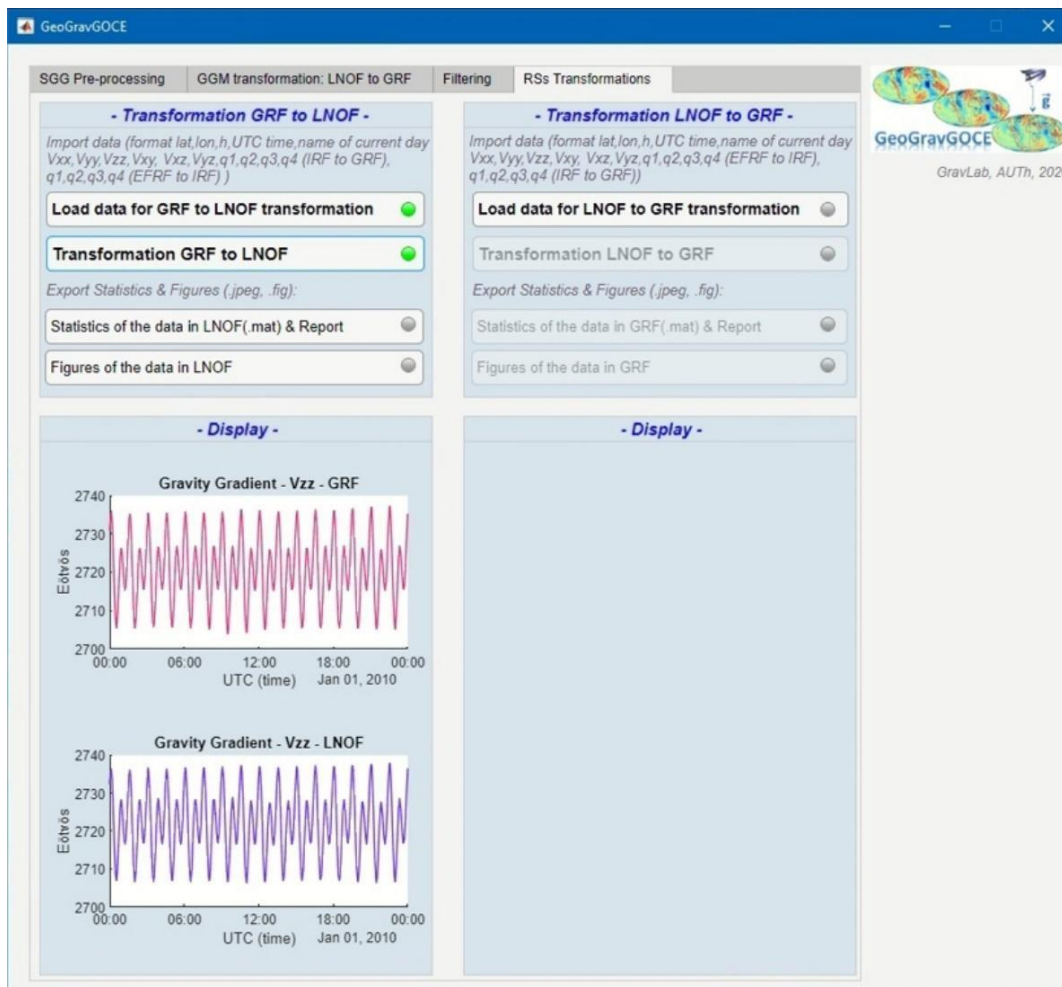 GeoGravGOCE
SGG Pre-processing
GGM transformation: LNOF to GRF
Filtering
RSs Transformations
- Transformation GRF to LNOF -
Import data (format lat,lon,h,UTC time,name of current day
Vxx,Vyy,Vzz,Vxy, Vxz,Vyz,q1,q2,q3,q4 (IRF to GRF),
q1,q2,q3,q4 (EFRF to IRF) )
Load data for GRF to LNOF transformation
Transformation GRF to LNOF
Export Statistics & Figures (.jpeg, .fig):
Statistics of the data in LNOF(.mat) & Report
Figures of the data in LNOF
- Transformation LNOF to GRF -
Import data (format lat,lon,h,UTC time,name of current day
Vxx,Vyy,Vzz,Vxy, Vxz,Vyz,q1,q2,q3,q4 (EFRF to IRF),
q1,q2,q3,q4 (IRF to GRF))
Load data for LNOF to GRF transformation
Transformation LNOF to GRF
Export Statistics & Figures (.jpeg, .fig):
Statistics of the data in GRF(.mat) & Report
Figures of the data in GRF
GeoGravGOCE
GravLab, AUTh, 202
- Display -
Gravity Gradient - Vzz - GRF
2740
2730
2720
2710
2700
Eötvös
00:00 06:00 12:00 18:00 00:00
UTC (time) Jan 01, 2010
Gravity Gradient - Vzz - LNOF
2740
2730
2720
2710
2700
Eötvös
00:00 06:00 12:00 18:00 00:00
UTC (time) Jan 01, 2010
- Display -